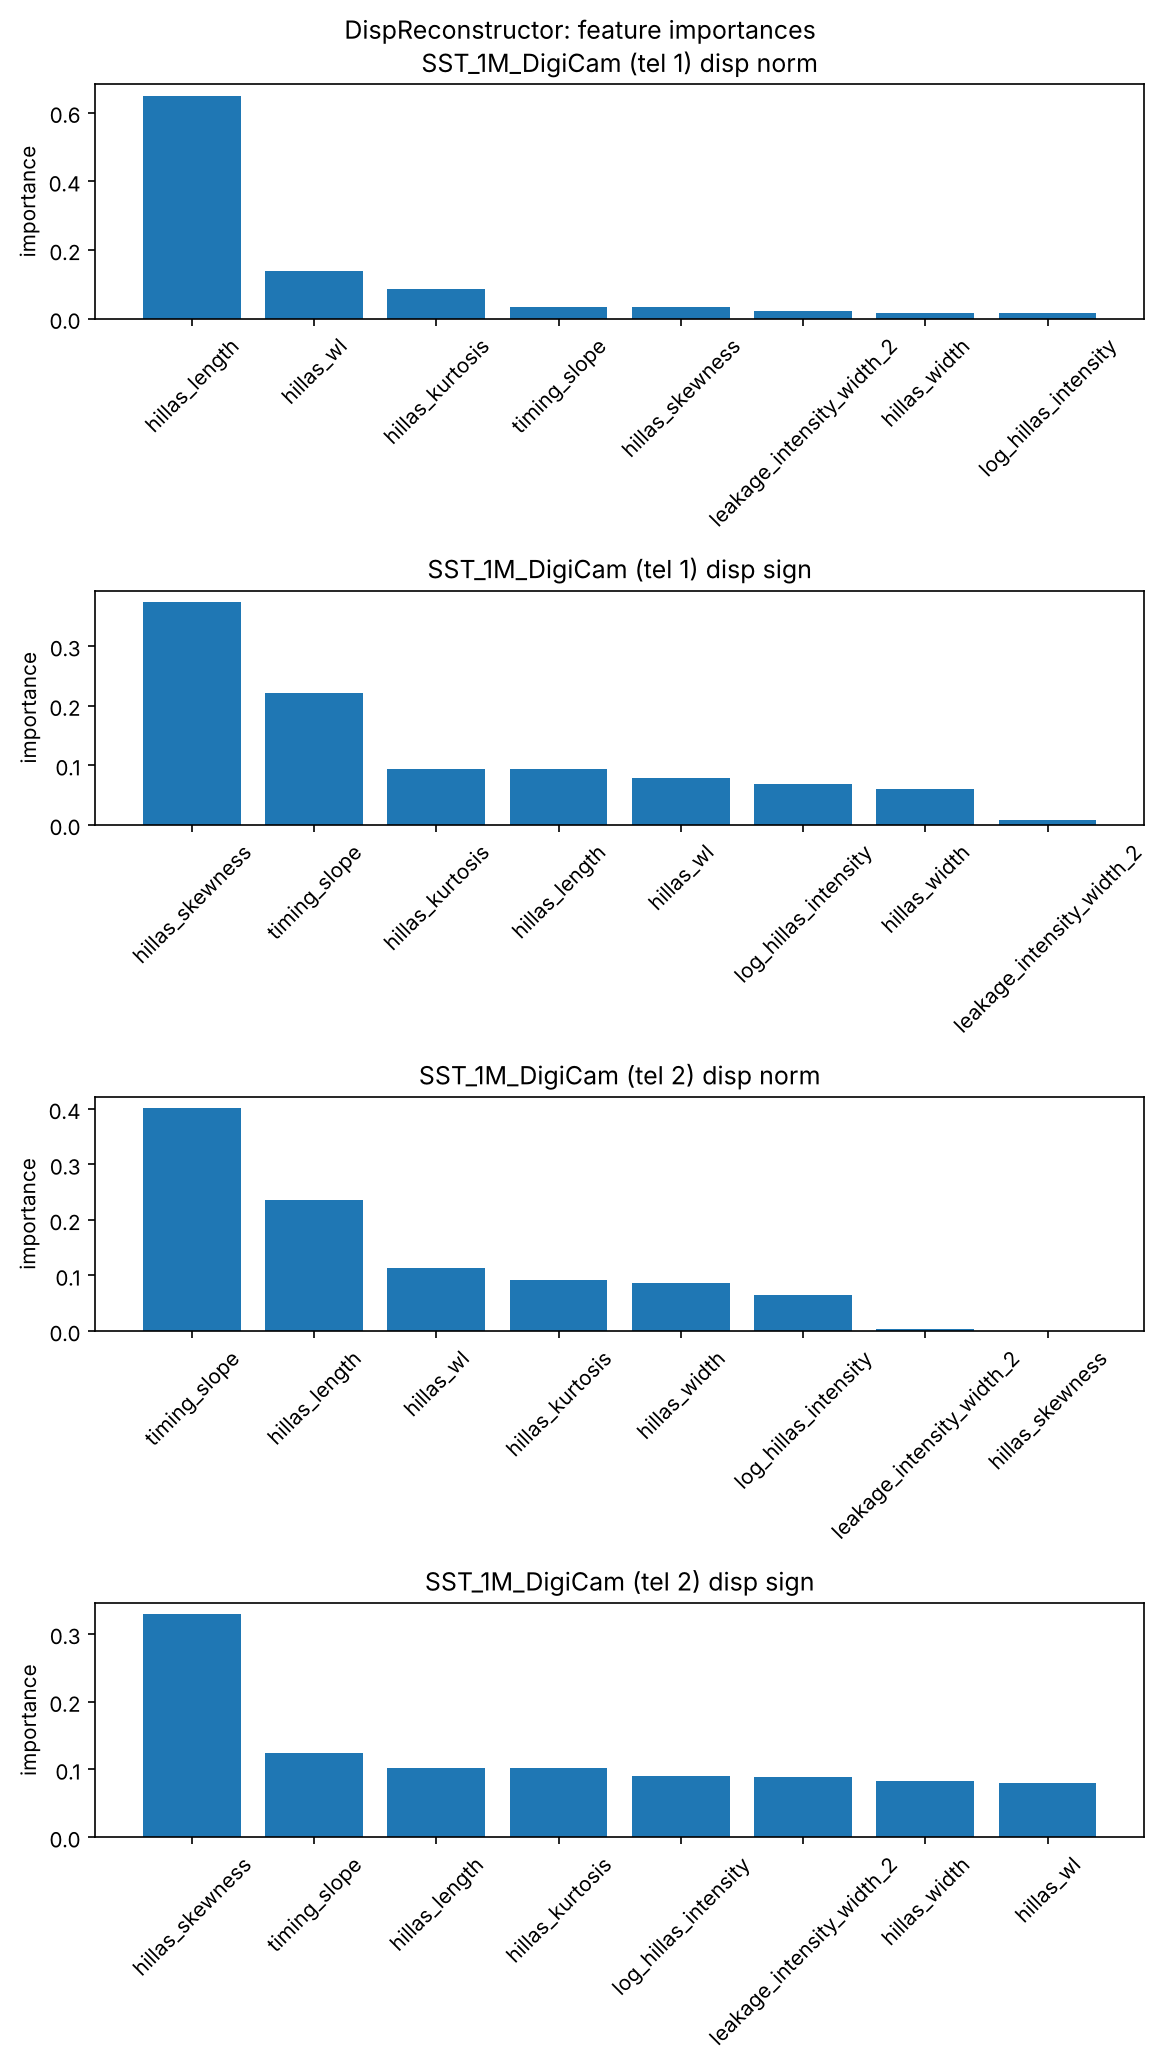 DispReconstructor: feature importances
SST_1M_DigiCam (tel 1) disp norm
importance
0.6
0.4
0.2
0.0
hillas_length
hillas_wl
hillas_kurtosis
timing_slope
hillas_skewness
leakage_intensity_width_2
hillas_width
log_hillas_intensity
SST_1M_DigiCam (tel 1) disp sign
importance
0.3
0.2
0.1
0.0
hillas_skewness
timing_slope
hillas_kurtosis
hillas_length
hillas_wl
log_hillas_intensity
hillas_width
leakage_intensity_width_2
SST_1M_DigiCam (tel 2) disp norm
importance
0.4
0.3
0.2
0.1
0.0
timing_slope
hillas_length
hillas_wl
hillas_kurtosis
hillas_width
log_hillas_intensity
leakage_intensity_width_2
hillas_skewness
SST_1M_DigiCam (tel 2) disp sign
importance
0.3
0.2
0.1
0.0
hillas_skewness
timing_slope
hillas_length
hillas_kurtosis
log_hillas_intensity
leakage_intensity_width_2
hillas_width
hillas_wl